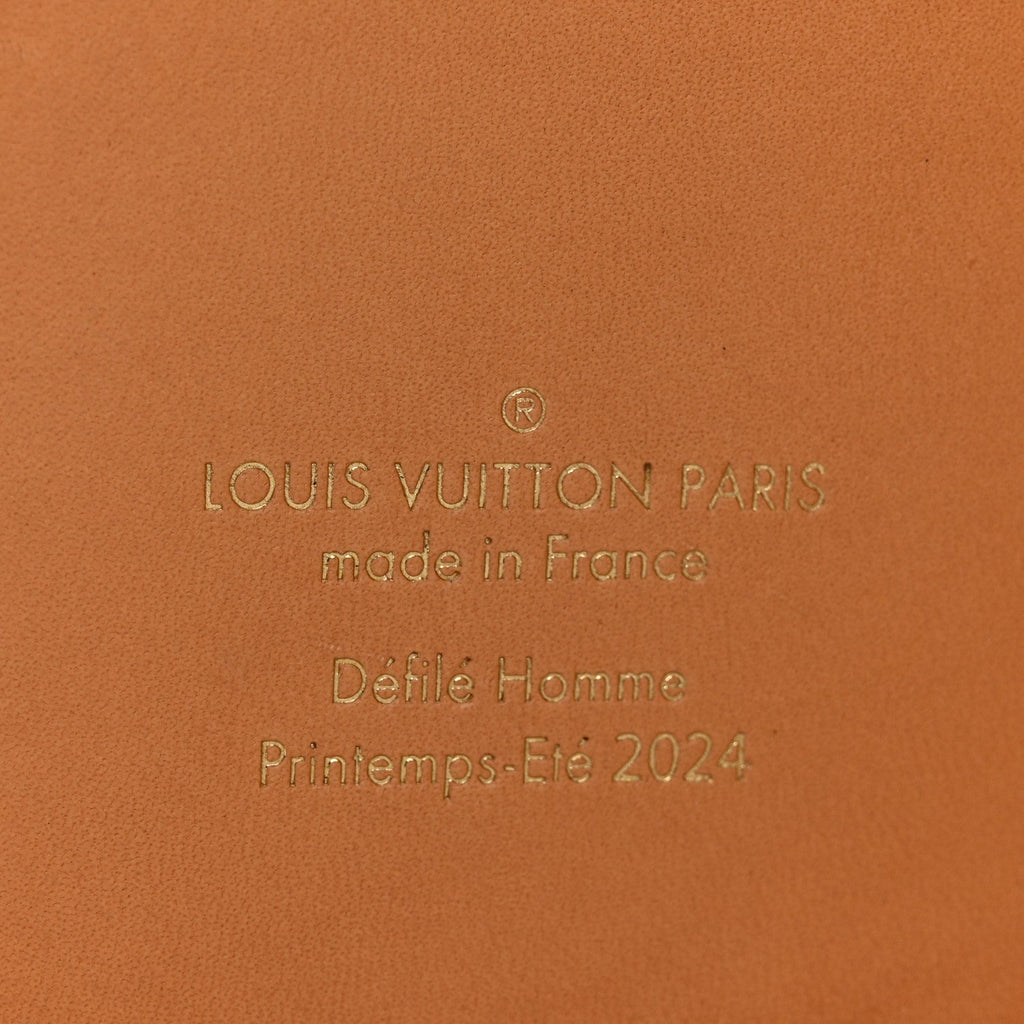 ®
LOUIS VUITTON PARIS
made in France
Défilé Homme
Printemps-Eté 2024